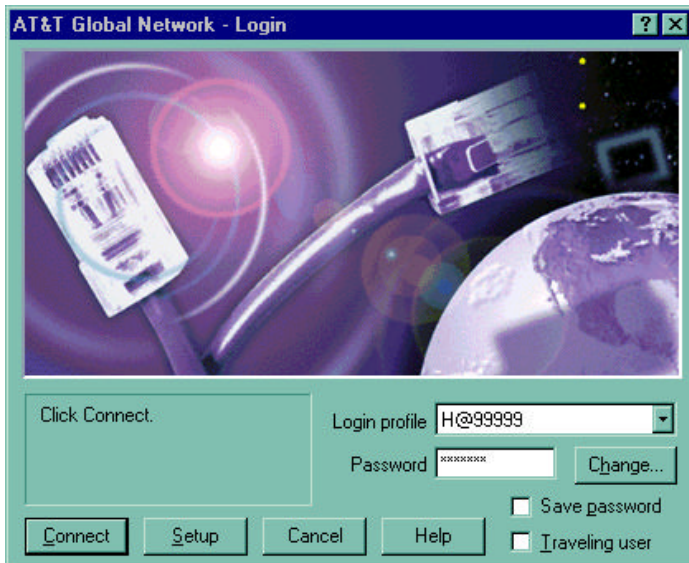 AT&T Global Network - Login
Click Connect.
Login profile H@99999
Password *******
Change...
Save password
Traveling user
Connect Setup Cancel Help